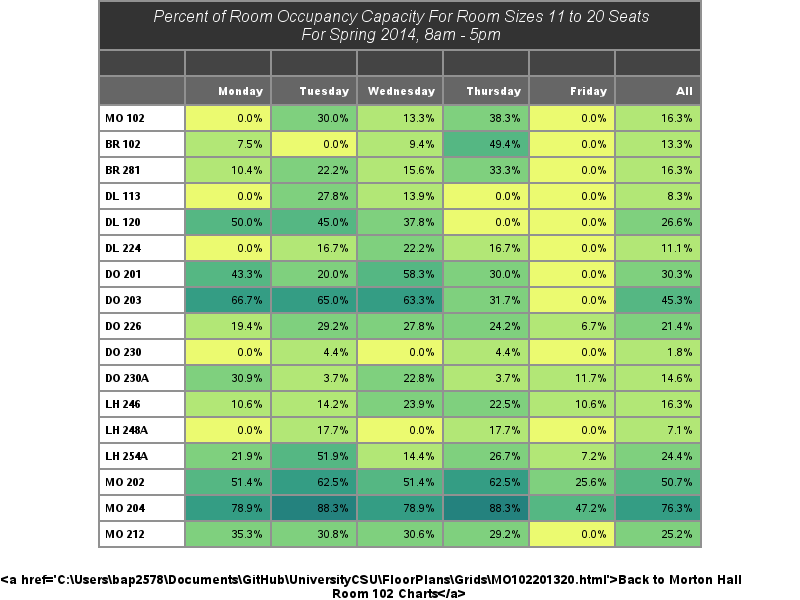 Percent of Room Occupancy Capacity For Room Sizes 11 to 20 Seats
For Spring 2014, 8am - 5pm
Monday Tuesday Wednesday Thursday Friday All
MO 102 0.0% 30.0% 13.3% 38.3% 0.0% 16.3%
BR 102 7.5% 0.0% 9.4% 49.4% 0.0% 13.3%
BR 281 10.4% 22.2% 15.6% 33.3% 0.0% 16.3%
DL 113 0.0% 27.8% 13.9% 0.0% 0.0% 8.3%
DL 120 50.0% 45.0% 37.8% 0.0% 0.0% 26.6%
DL 224 0.0% 16.7% 22.2% 16.7% 0.0% 11.1%
DO 201 43.3% 20.0% 58.3% 30.0% 0.0% 30.3%
DO 203 66.7% 65.0% 63.3% 31.7% 0.0% 45.3%
DO 226 19.4% 29.2% 27.8% 24.2% 6.7% 21.4%
DO 230 0.0% 4.4% 0.0% 4.4% 0.0% 1.8%
DO 230A 30.9% 3.7% 22.8% 3.7% 11.7% 14.6%
LH 246 10.6% 14.2% 23.9% 22.5% 10.6% 16.3%
LH 248A 0.0% 17.7% 0.0% 17.7% 0.0% 7.1%
LH 254A 21.9% 51.9% 14.4% 26.7% 7.2% 24.4%
MO 202 51.4% 62.5% 51.4% 62.5% 25.6% 50.7%
MO 204 78.9% 88.3% 78.9% 88.3% 47.2% 76.3%
MO 212 35.3% 30.8% 30.6% 29.2% 0.0% 25.2%
<a href='C:\Users\bap2578\Documents\GitHub\UniversityCSU\FloorPlans\Grids\MO102201320.html'>Back to Morton Hall
Room 102 Charts</a>